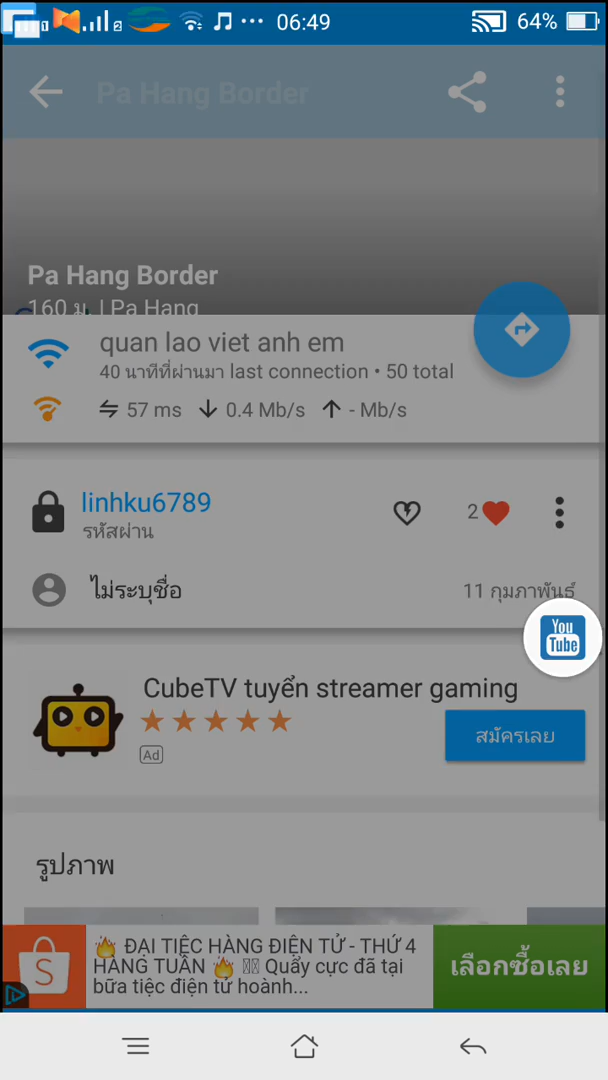 1
2
06:49
64%
Pa Hang Border
Pa Hang Border
160 ม. | Pa Hang
quan lao viet anh em
40 นาทีที่ผ่านมา last connection • 50 total
57 ms 0.4 Mb/s - Mb/s
linhku6789
2
รหัสผ่าน
ไม่ระบุชื่อ
11 กุมภาพันธ์
You
Tube
CubeTV tuyển streamer gaming
Ad
สมัครเลย
รูปภาพ
S
🔥 ĐẠI TIỆC HÀNG ĐIỆN TỬ - THỨ 4
HÀNG TUẦN 🔥 Quẩy cực đã tại
bữa tiệc điện tử hoành...
เลือกซื้อเลย